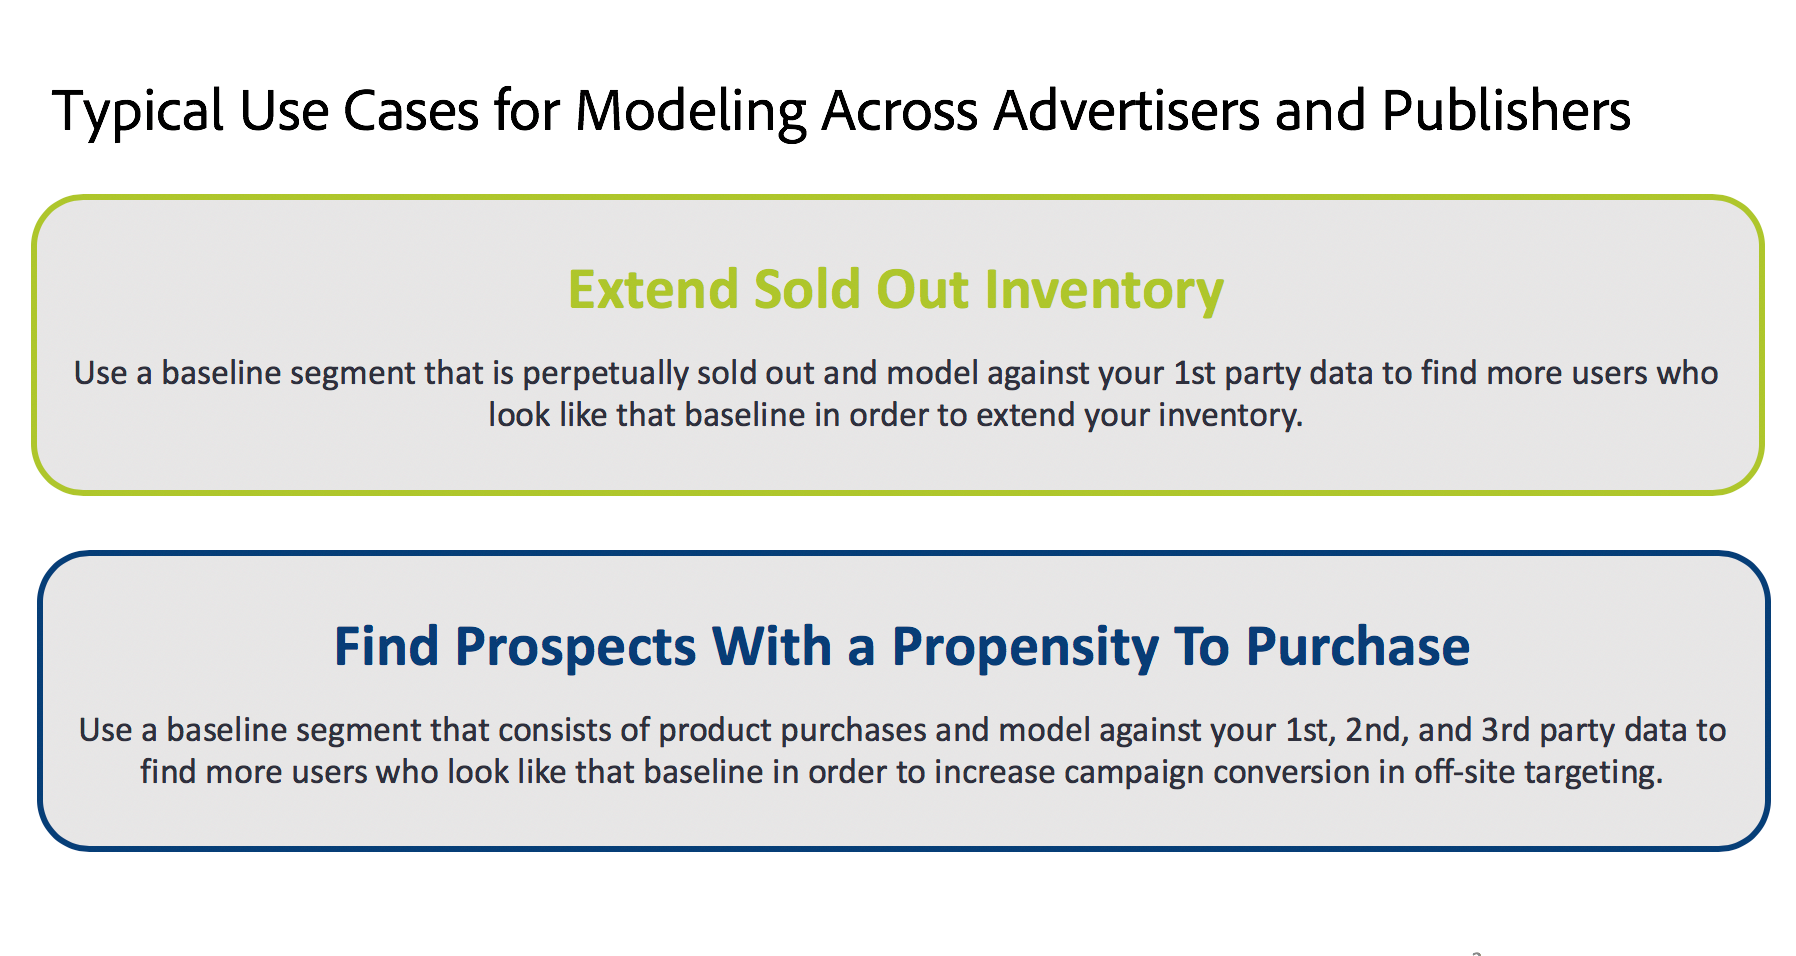 Typical Use Cases for Modeling Across Advertisers and Publishers
Extend Sold Out Inventory
Use a baseline segment that is perpetually sold out and model against your 1st party data to find more users who
look like that baseline in order to extend your inventory.
Find Prospects With a Propensity To Purchase
Use a baseline segment that consists of product purchases and model against your 1st, 2nd, and 3rd party data to
find more users who look like that baseline in order to increase campaign conversion in off-site targeting.